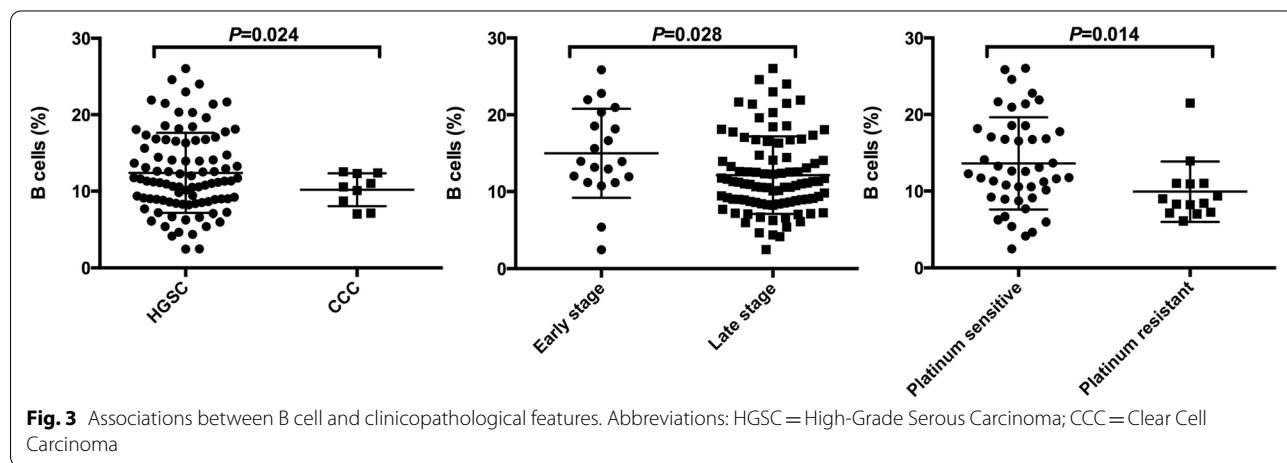 P=0.024
30
20
10
0
B cells (%)
HGSC
CCC
P=0.028
30
20
10
0
B cells (%)
Early stage
Late stage
P=0.014
30
20
10
0
B cells (%)
Platinum sensitive
Platinum resistant
Fig. 3 Associations between B cell and clinicopathological features. Abbreviations: HGSC = High-Grade Serous Carcinoma; CCC = Clear Cell
Carcinoma